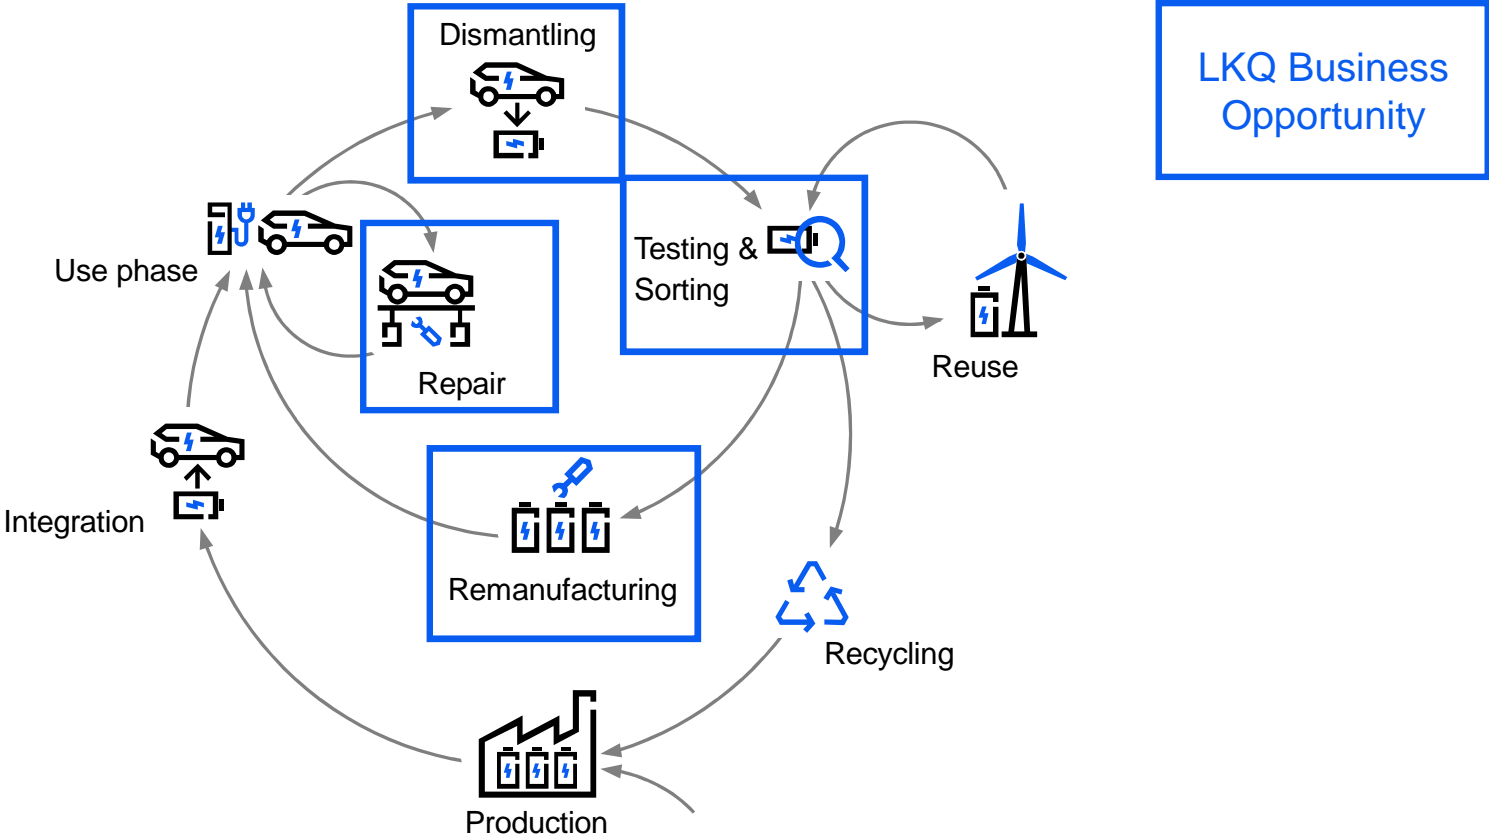 Dismantling
LKQ Business
Opportunity
Use phase
Testing &
Sorting
Repair
Reuse
Integration
Remanufacturing
Recycling
Production